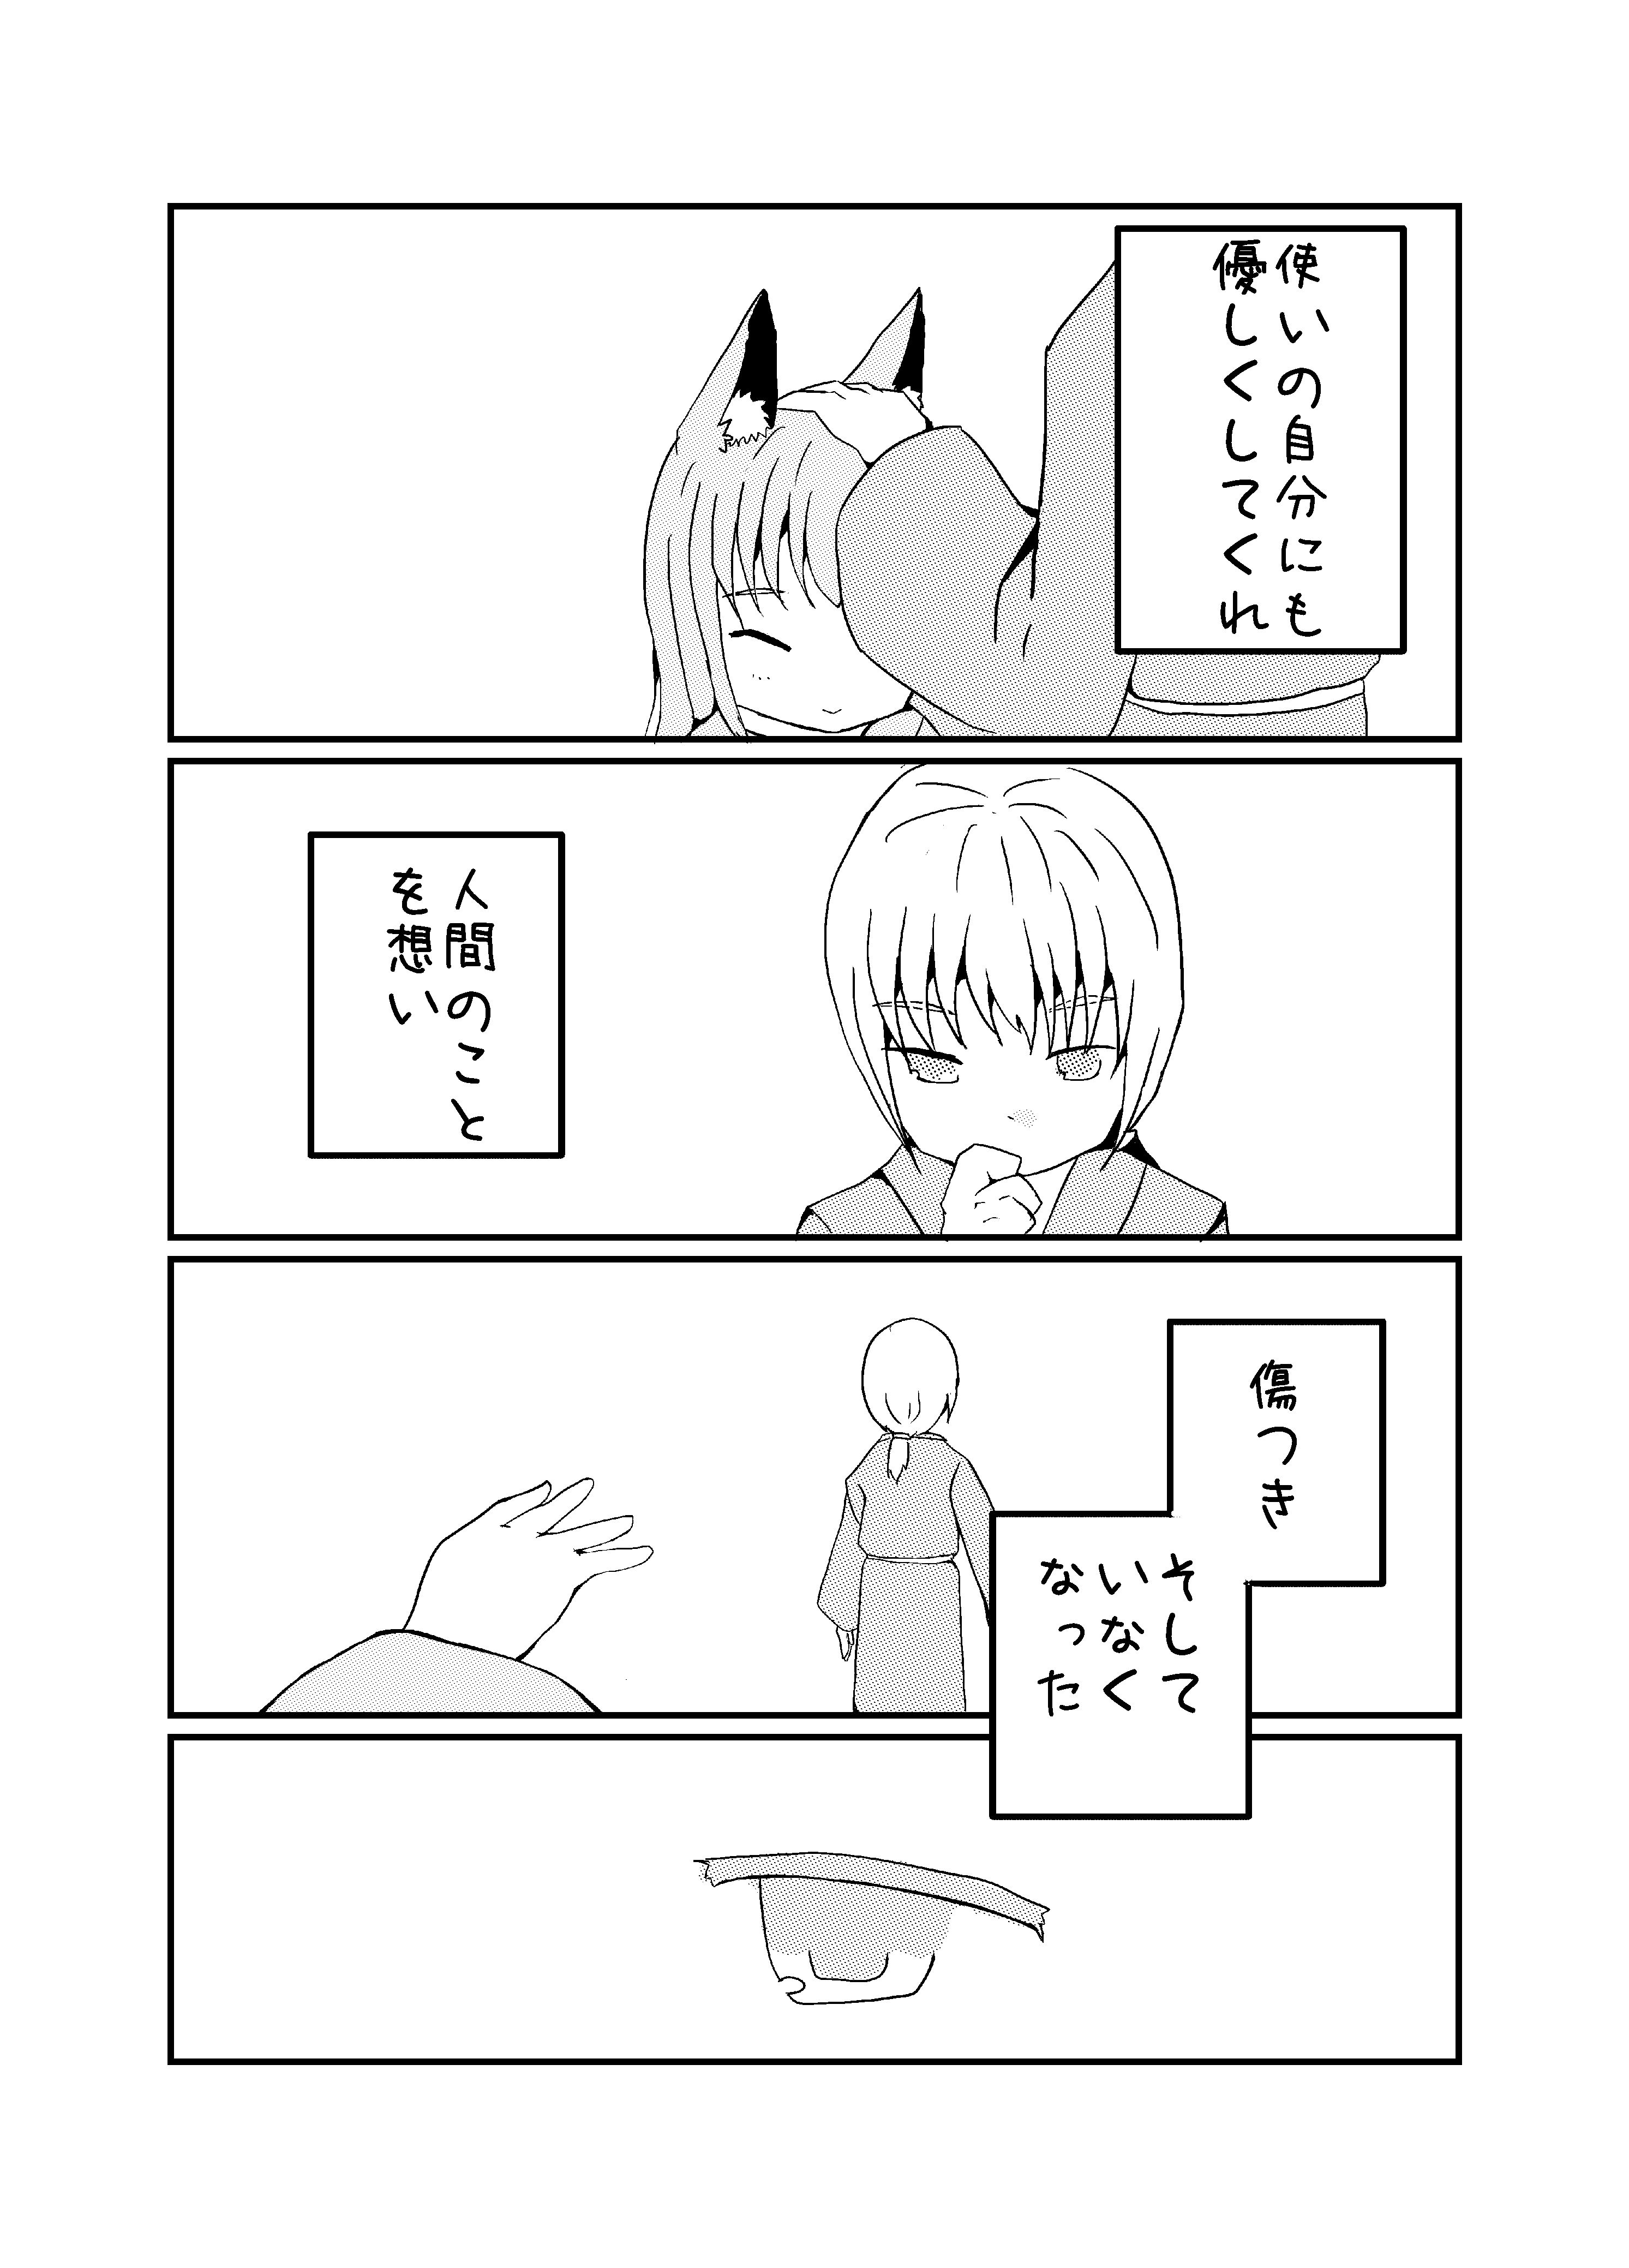 使いの自分にも
優しくしてくれ
人間のこと
を想い
傷つき
そして
いなく
なった